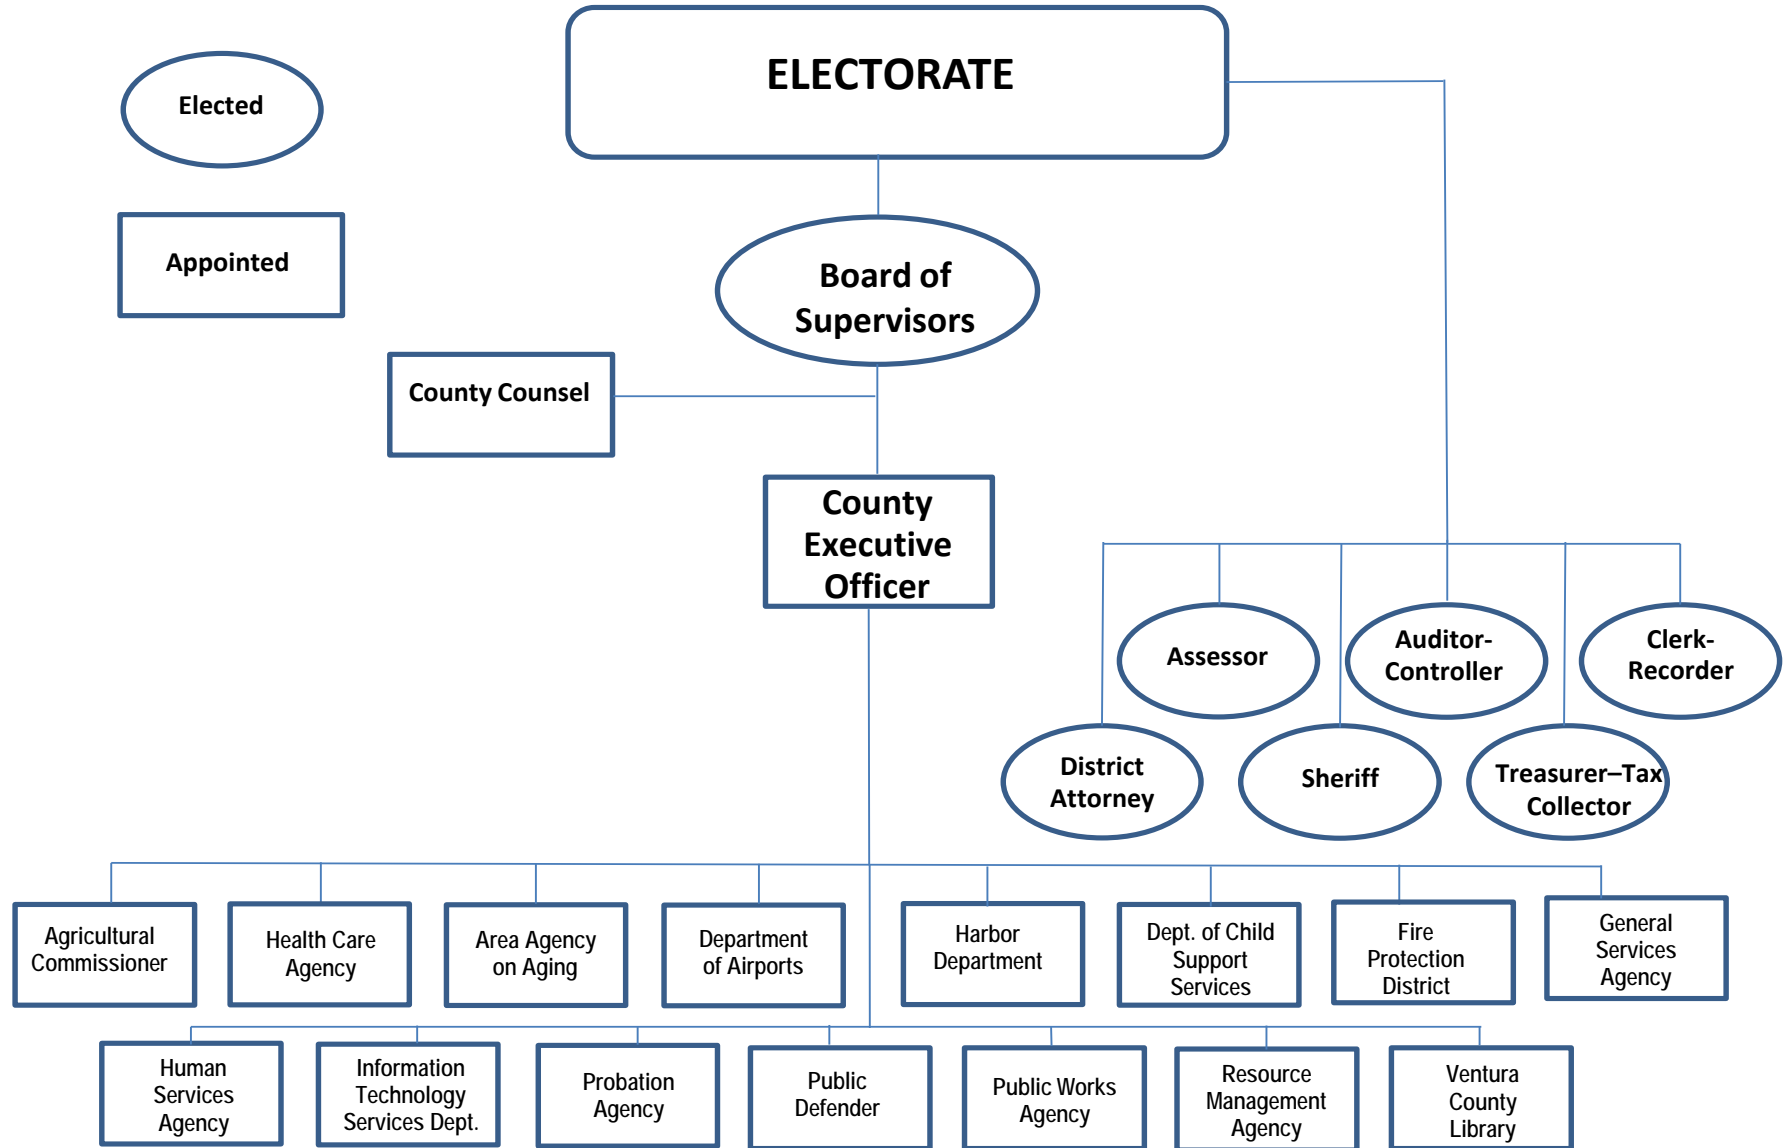 ELECTORATE
Elected
Appointed
Board of
Supervisors
County Counsel
County
Executive
Officer
Assessor
Auditor-
Controller
Clerk-
Recorder
District
Attorney
Sheriff
Treasurer–Tax
Collector
Agricultural
Commissioner
Health Care
Agency
Area Agency
on Aging
Department
of Airports
Harbor
Department
Dept. of Child
Support
Services
Fire
Protection
District
General
Services
Agency
Human
Services
Agency
Information
Technology
Services Dept.
Probation
Agency
Public
Defender
Public Works
Agency
Resource
Management
Agency
Ventura
County
Library